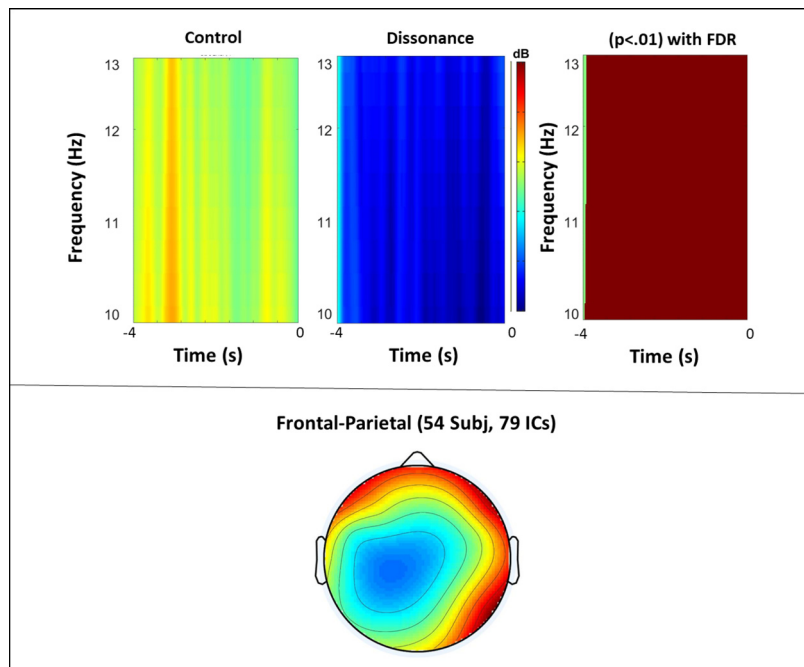 Control
Dissonance
(p<.01) with FDR
dB
Frequency (Hz)
13
12
11
10
-4
0
Time (s)
13
12
11
10
-4
0
Time (s)
Frequency (Hz)
13
12
11
10
-4
0
Time (s)
Frontal-Parietal (54 Subj, 79 ICs)